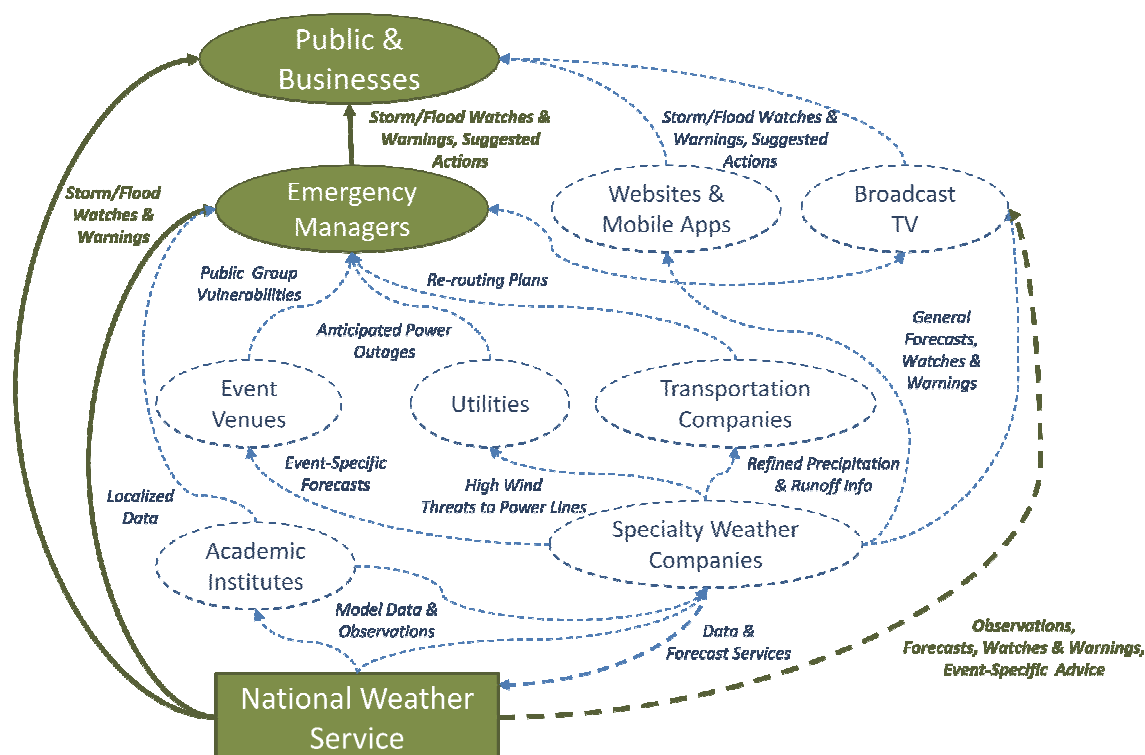 Public &
Businesses
Storm/Flood Watches &
Warnings, Suggested
Actions
Storm/Flood Watches &
Warnings, Suggested
Actions
Storm/Flood
Watches &
Warnings
Emergency
Managers
Websites &
Mobile Apps
Broadcast
TV
Public Group
Vulnerabilities
Re-routing Plans
Anticipated Power
Outages
General
Forecasts,
Watches &
Warnings
Event
Venues
Utilities
Transportation
Companies
Event-Specific
Forecasts
High Wind
Threats to Power Lines
Refined Precipitation
& Runoff Info
Localized
Data
Academic
Institutes
Specialty Weather
Companies
Model Data &
Observations
Data &
Forecast Services
Observations,
Forecasts, Watches & Warnings,
Event-Specific Advice
National Weather
Service